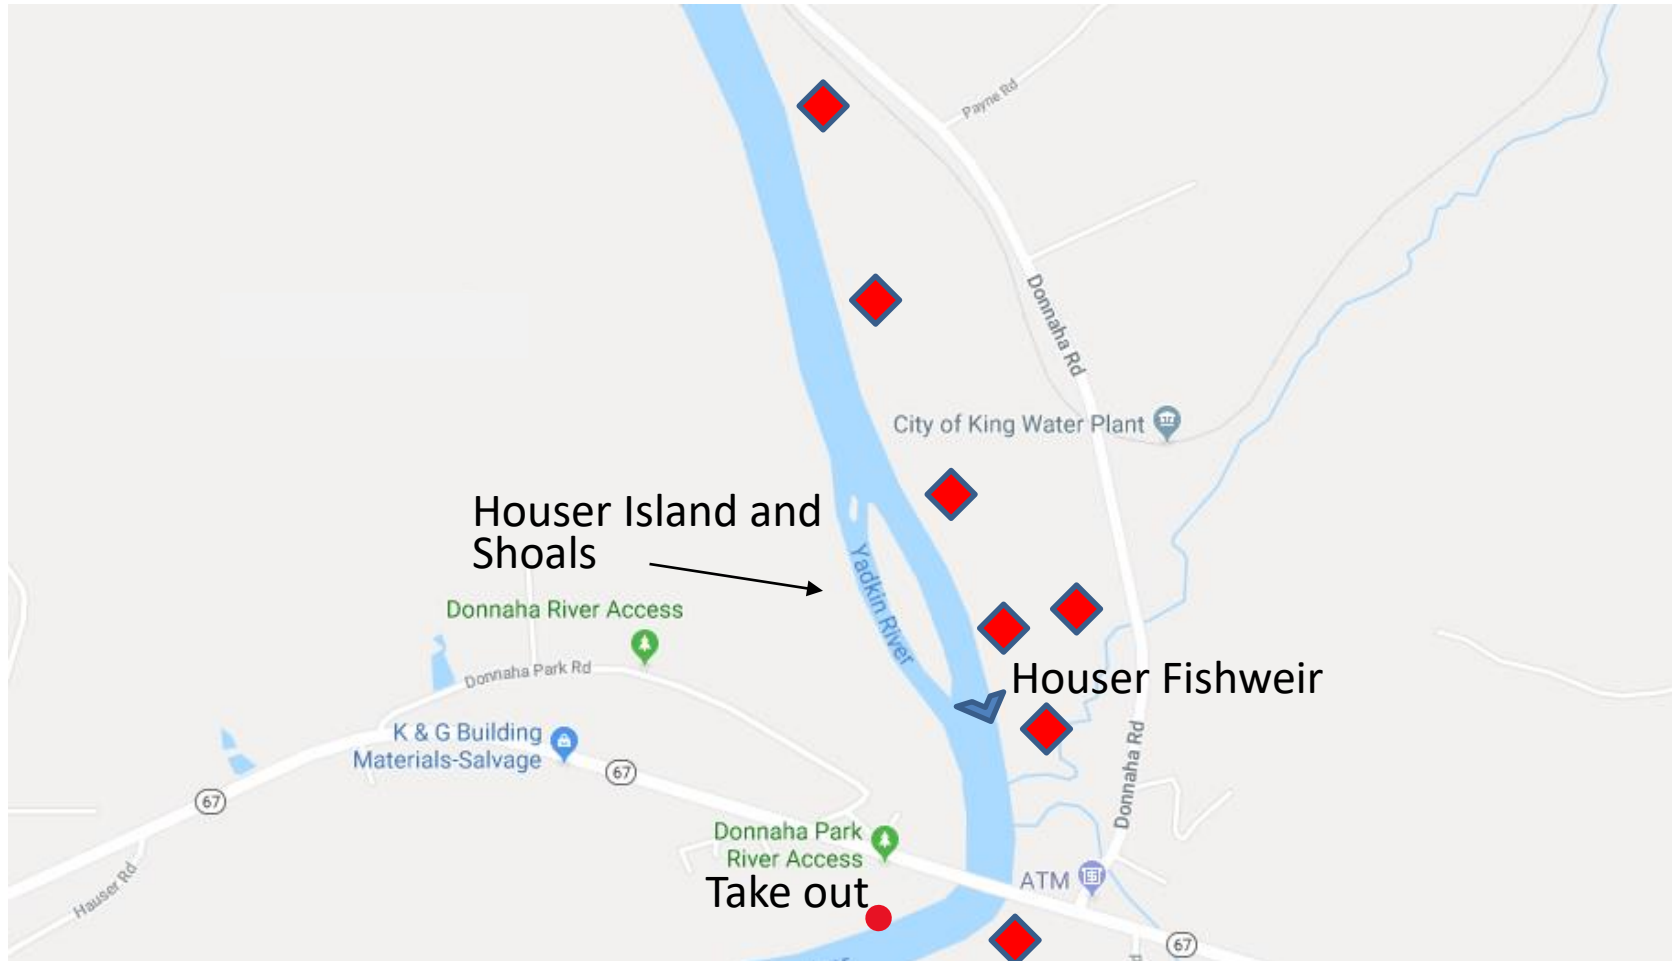 Payne Rd
Donnaha Rd
City of King Water Plant
Houser Island and
Shoals
Yadkin River
Donnaha River Access
Donnaha Park Rd
Houser Fishweir
K & G Building
Materials-Salvage
67
67
Donnaha Rd
Donnaha Park
River Access
Take out
ATM
Hauser Rd
67